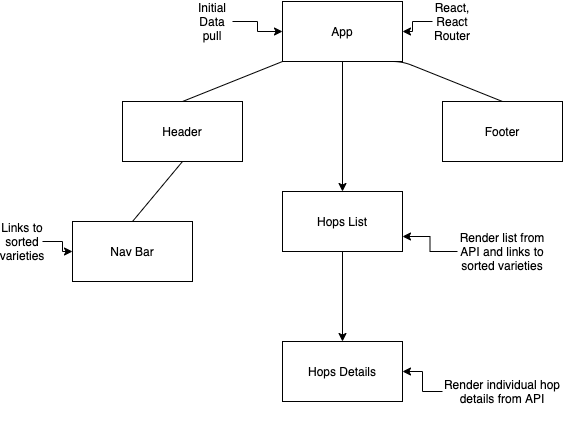 Initial
Data
pull
App
React,
React
Router
Header
Footer
Links to
sorted
varieties
Nav Bar
Hops List
Render list from
API and links to
sorted varieties
Hops Details
Render individual hop
details from API